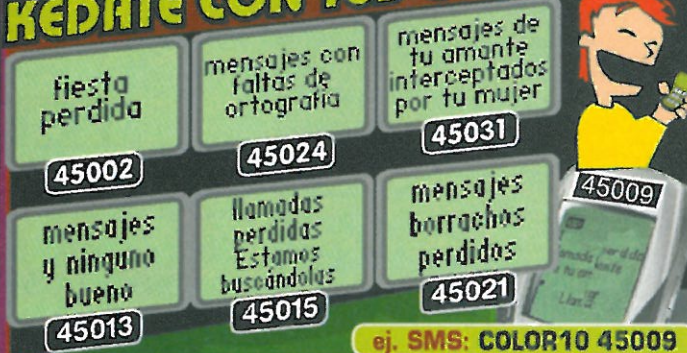 KEDATE CON
fiesta
perdida
45002
mensajes con
faltas de
ortografía
45024
mensajes de
tu amante
interceptados
por tu mujer
45031
mensajes
y ninguno
bueno
45013
llamadas
perdidas
Estamos
buscándolas
45015
mensajes
borrachos
perdidos
45021
45009
ej. SMS: COLOR10 45009